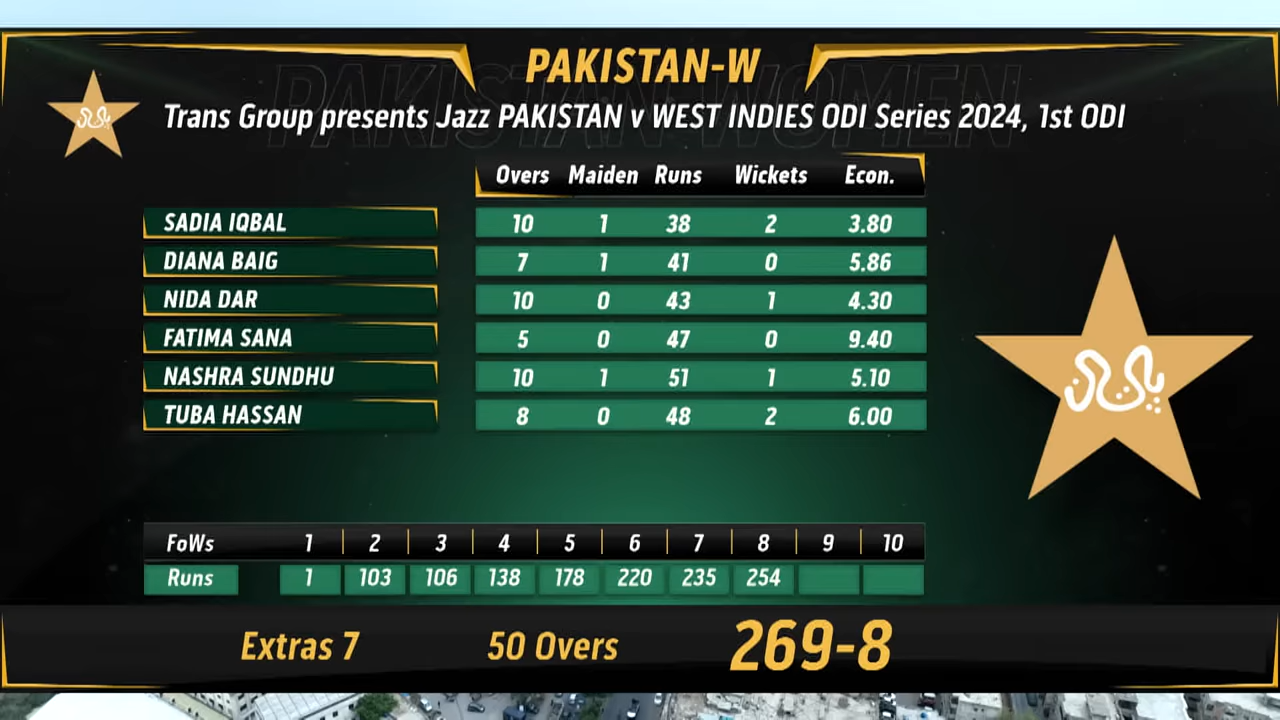 PAKISTAN-W
PAKISTAN WOMEN
Trans Group presents Jazz PAKISTAN v WEST INDIES ODI Series 2024, 1st ODI
Overs Maiden Runs Wickets Econ.
SADIA IQBAL 10 1 38 2 3.80
DIANA BAIG 7 1 41 0 5.86
NIDA DAR 10 0 43 1 4.30
FATIMA SANA 5 0 47 0 9.40
NASHRA SUNDHU 10 1 51 1 5.10
TUBA HASSAN 8 0 48 2 6.00
FoWs 1 2 3 4 5 6 7 8 9 10
Runs 1 103 106 138 178 220 235 254
Extras 7 50 Overs 269-8